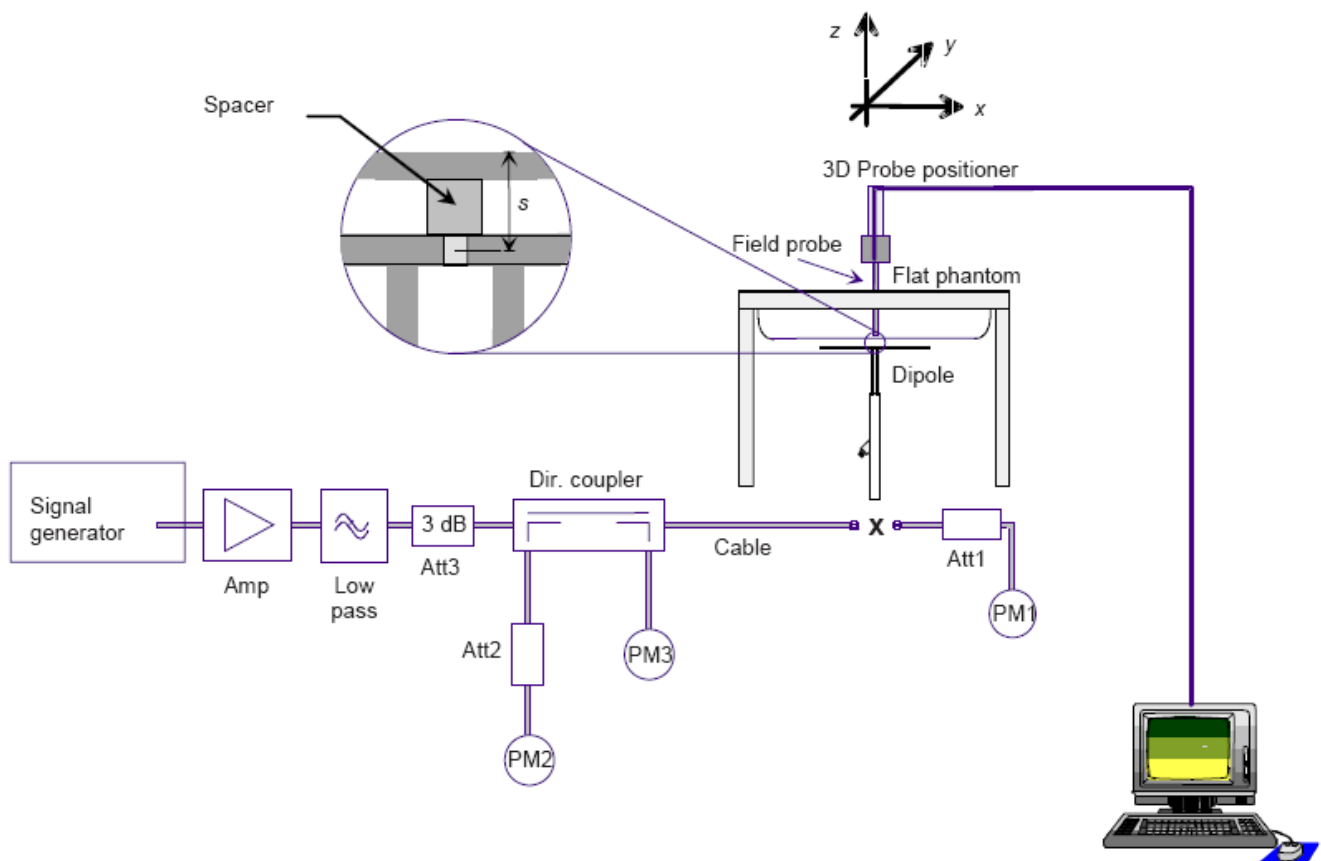 z
y
x
Spacer
s
3D Probe positioner
Field probe
Flat phantom
Dipole
Signal
generator
Amp
Low
pass
3 dB
Att3
Dir. coupler
Cable
X
Att1
PM1
Att2
PM3
PM2